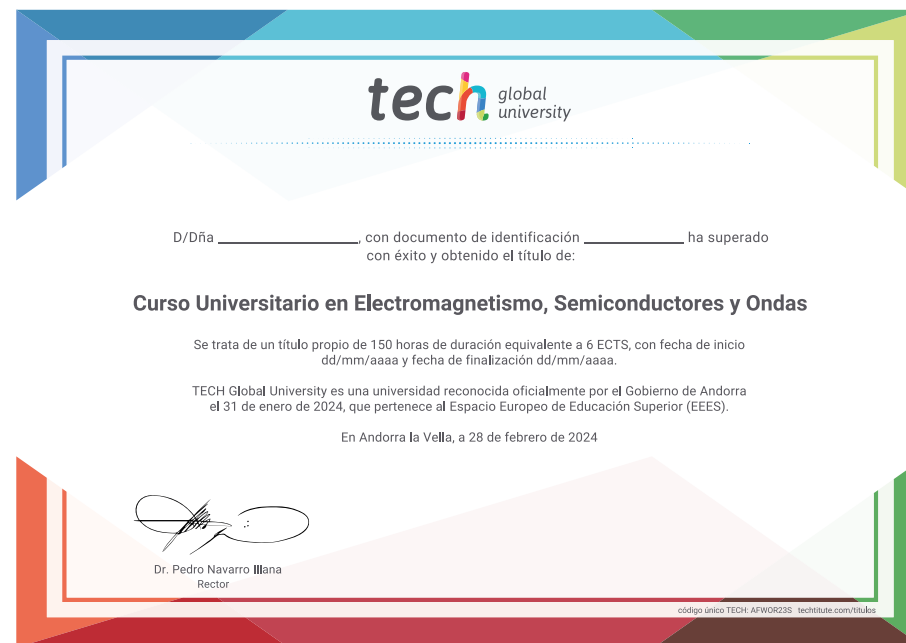 tech global university
D/Dña ____________________, con documento de identificación ______________ ha superado
con éxito y obtenido el título de:
Curso Universitario en Electromagnetismo, Semiconductores y Ondas
Se trata de un título propio de 150 horas de duración equivalente a 6 ECTS, con fecha de inicio
dd/mm/aaaa y fecha de finalización dd/mm/aaaa.
TECH Global University es una universidad reconocida oficialmente por el Gobierno de Andorra
el 31 de enero de 2024, que pertenece al Espacio Europeo de Educación Superior (EEES).
En Andorra la Vella, a 28 de febrero de 2024
Dr. Pedro Navarro Illana
Rector
código único TECH: AFWOR23S techtitute.com/titulos